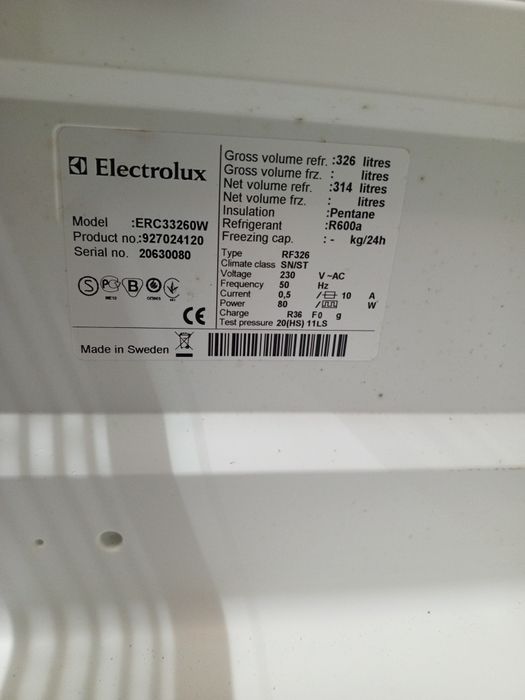 Electrolux
Model :ERC33260W
Product no.:927024120
Serial no. 20630080
Made in Sweden
Gross volume refr. :326 litres
Gross volume frz. : litres
Net volume refr. :314 litres
Net volume frz. : litres
Insulation :Pentane
Refrigerant :R600a
Freezing cap. :- kg/24h
Type RF326
Climate class SN/ST
Voltage 230 V ~AC
Frequency 50 Hz
Current 0,5 / 10 A
Power 80 / W
Charge R36 F0 g
Test pressure 20(HS) 11LS